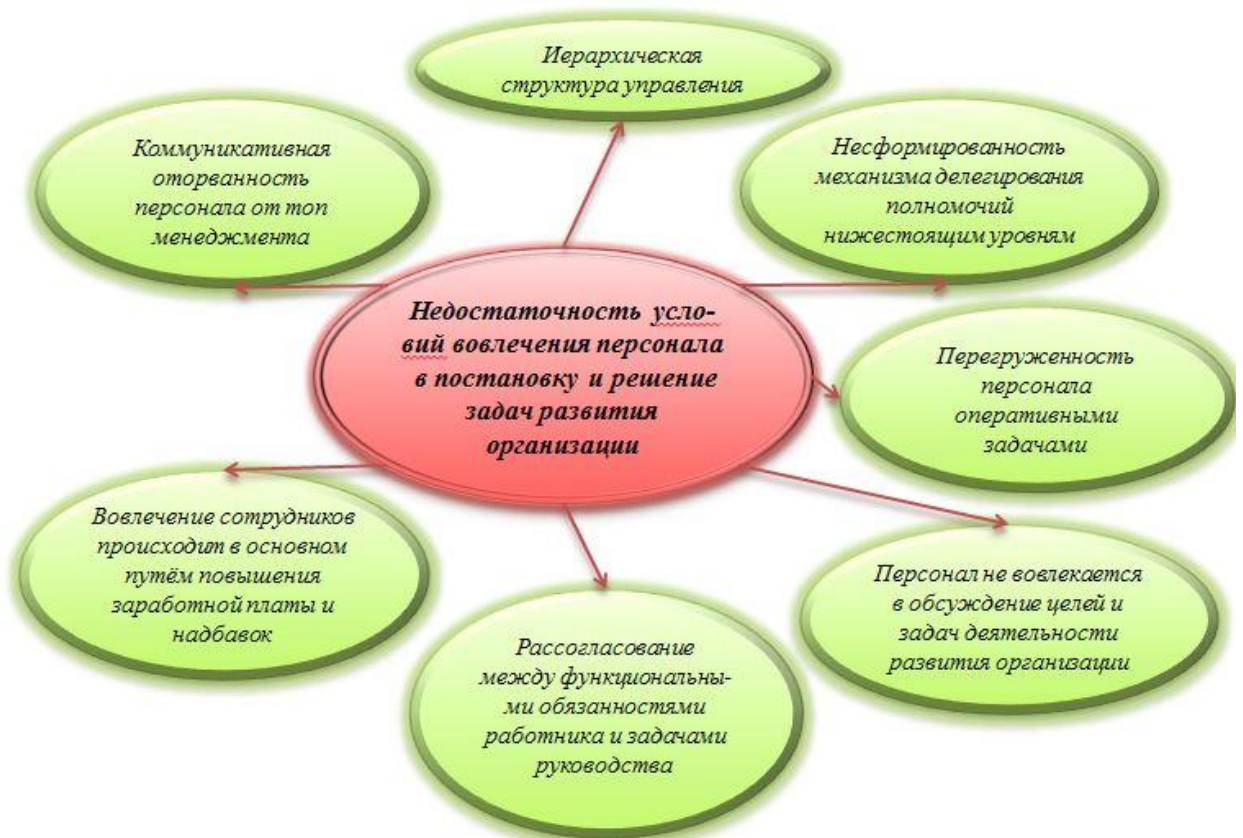 Иерархическая
структура управления
Коммуникативная
оторванность
персонала от топ
менеджмента
Несформированность
механизма делегирования
полномочий
нижестоящим уровням
Недостаточность усло-
вий вовлечения персонала
в постановку и решение
задач развития
организации
Перегруженность
персонала
оперативными
задачами
Вовлечение сотрудников
происходит в основном
путём повышения
заработной платы и
надбавок
Персонал не вовлекается
в обсуждение целей и
задач деятельности
развития организации
Рассогласование
между функциональны-
ми обязанностями
работника и задачами
руководства